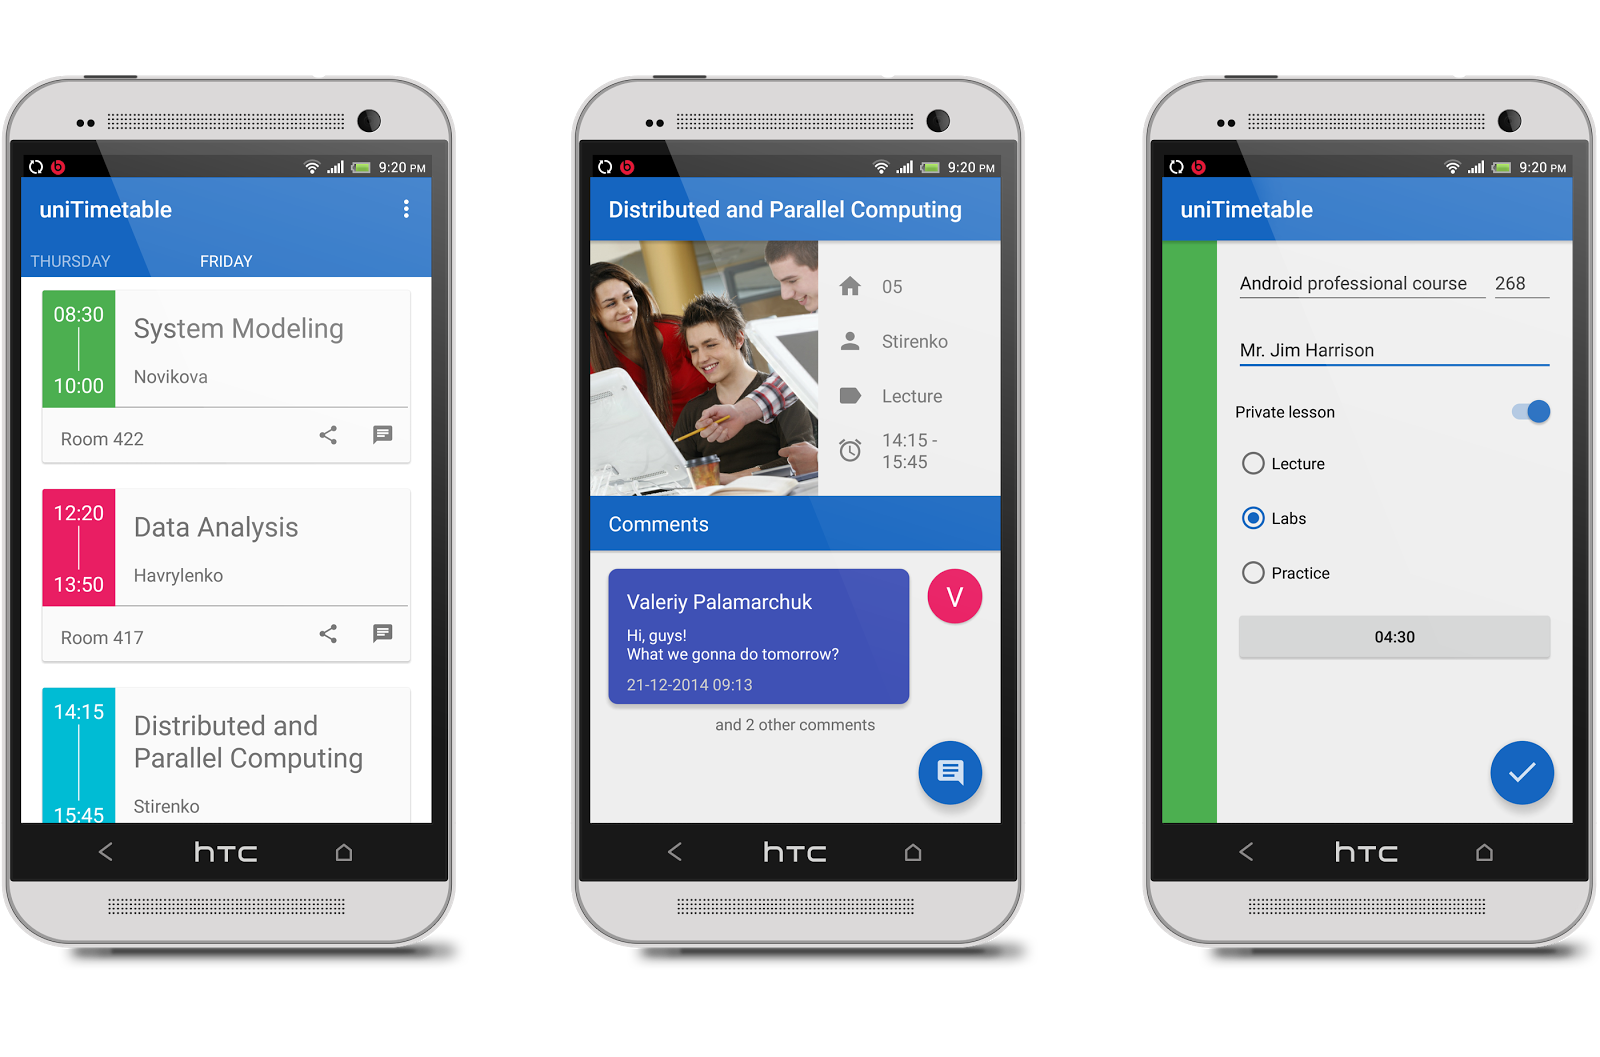 9:20 PM
uniTimetable
THURSDAY
FRIDAY
08:30
10:00
System Modeling
Novikova
Room 422
12:20
13:50
Data Analysis
Havrylenko
Room 417
14:15
15:45
Distributed and
Parallel Computing
Stirenko
hTC
9:20 PM
Distributed and Parallel Computing
05
Stirenko
Lecture
14:15 -
15:45
Comments
Valeriy Palamarchuk
Hi, guys!
What we gonna do tomorrow?
21-12-2014 09:13
V
and 2 other comments
hTC
9:20 PM
uniTimetable
Android professional course 268
Mr. Jim Harrison
Private lesson
Lecture
Labs
Practice
04:30
hTC